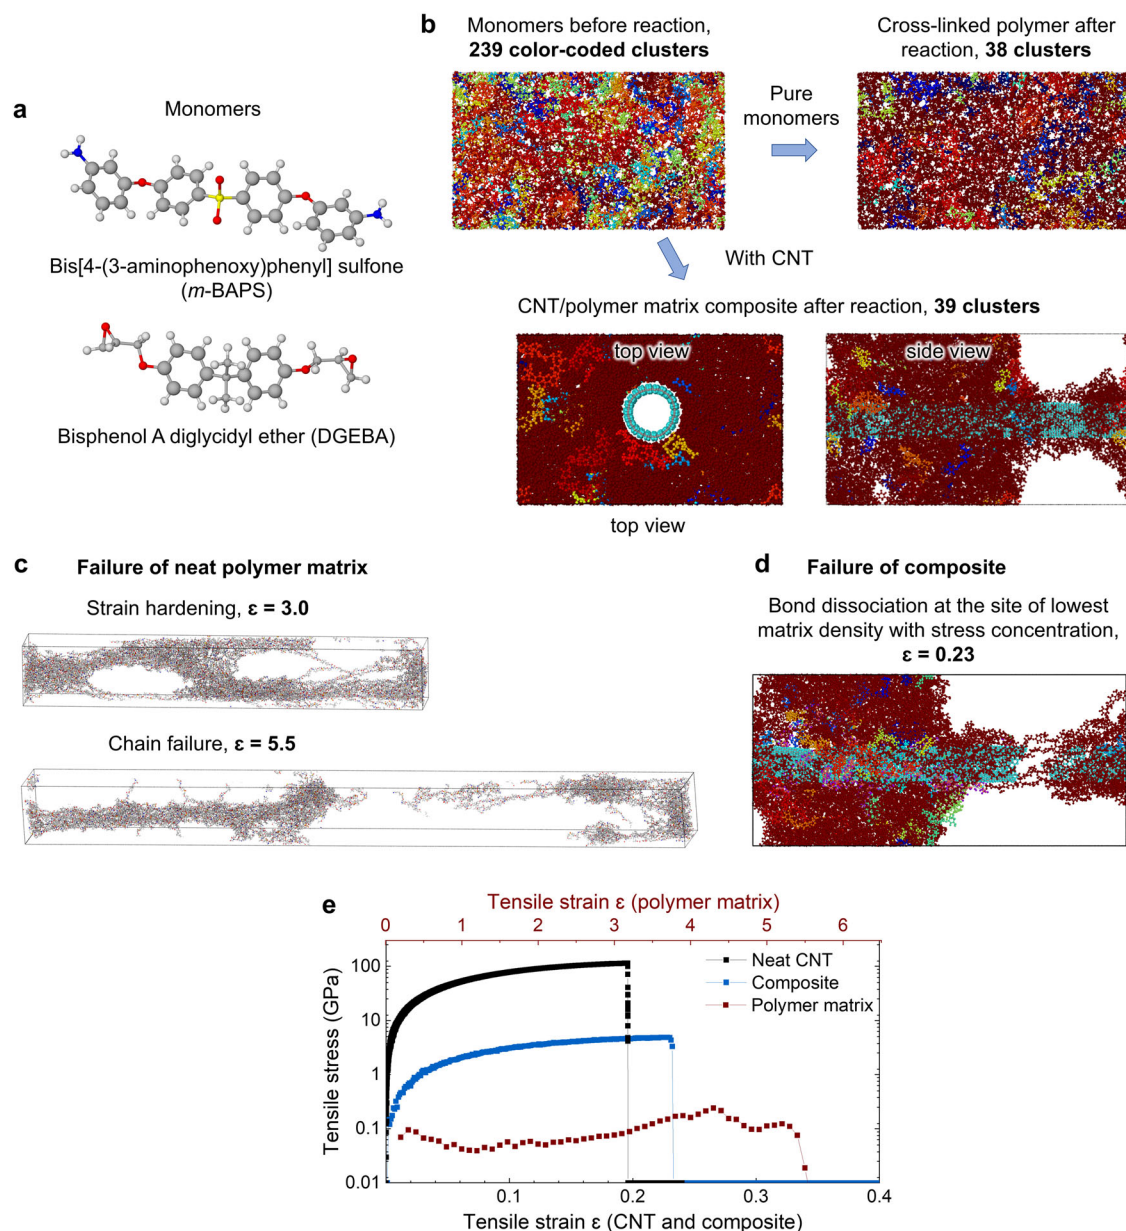 a
Monomers
Bis[4-(3-aminophenoxy)phenyl] sulfone
(m-BAPS)
Bisphenol A diglycidyl ether (DGEBA)
b
Monomers before reaction,
239 color-coded clusters
Pure
monomers
Cross-linked polymer after
reaction, 38 clusters
With CNT
CNT/polymer matrix composite after reaction, 39 clusters
top view
side view
top view
c
Failure of neat polymer matrix
Strain hardening, ε = 3.0
Chain failure, ε = 5.5
d
Failure of composite
Bond dissociation at the site of lowest
matrix density with stress concentration,
ε = 0.23
e
Tensile strain ε (polymer matrix)
0 1 2 3 4 5 6
Tensile stress (GPa)
100
10
1
0.1
0.01
Neat CNT
Composite
Polymer matrix
0.1 0.2 0.3 0.4
Tensile strain ε (CNT and composite)